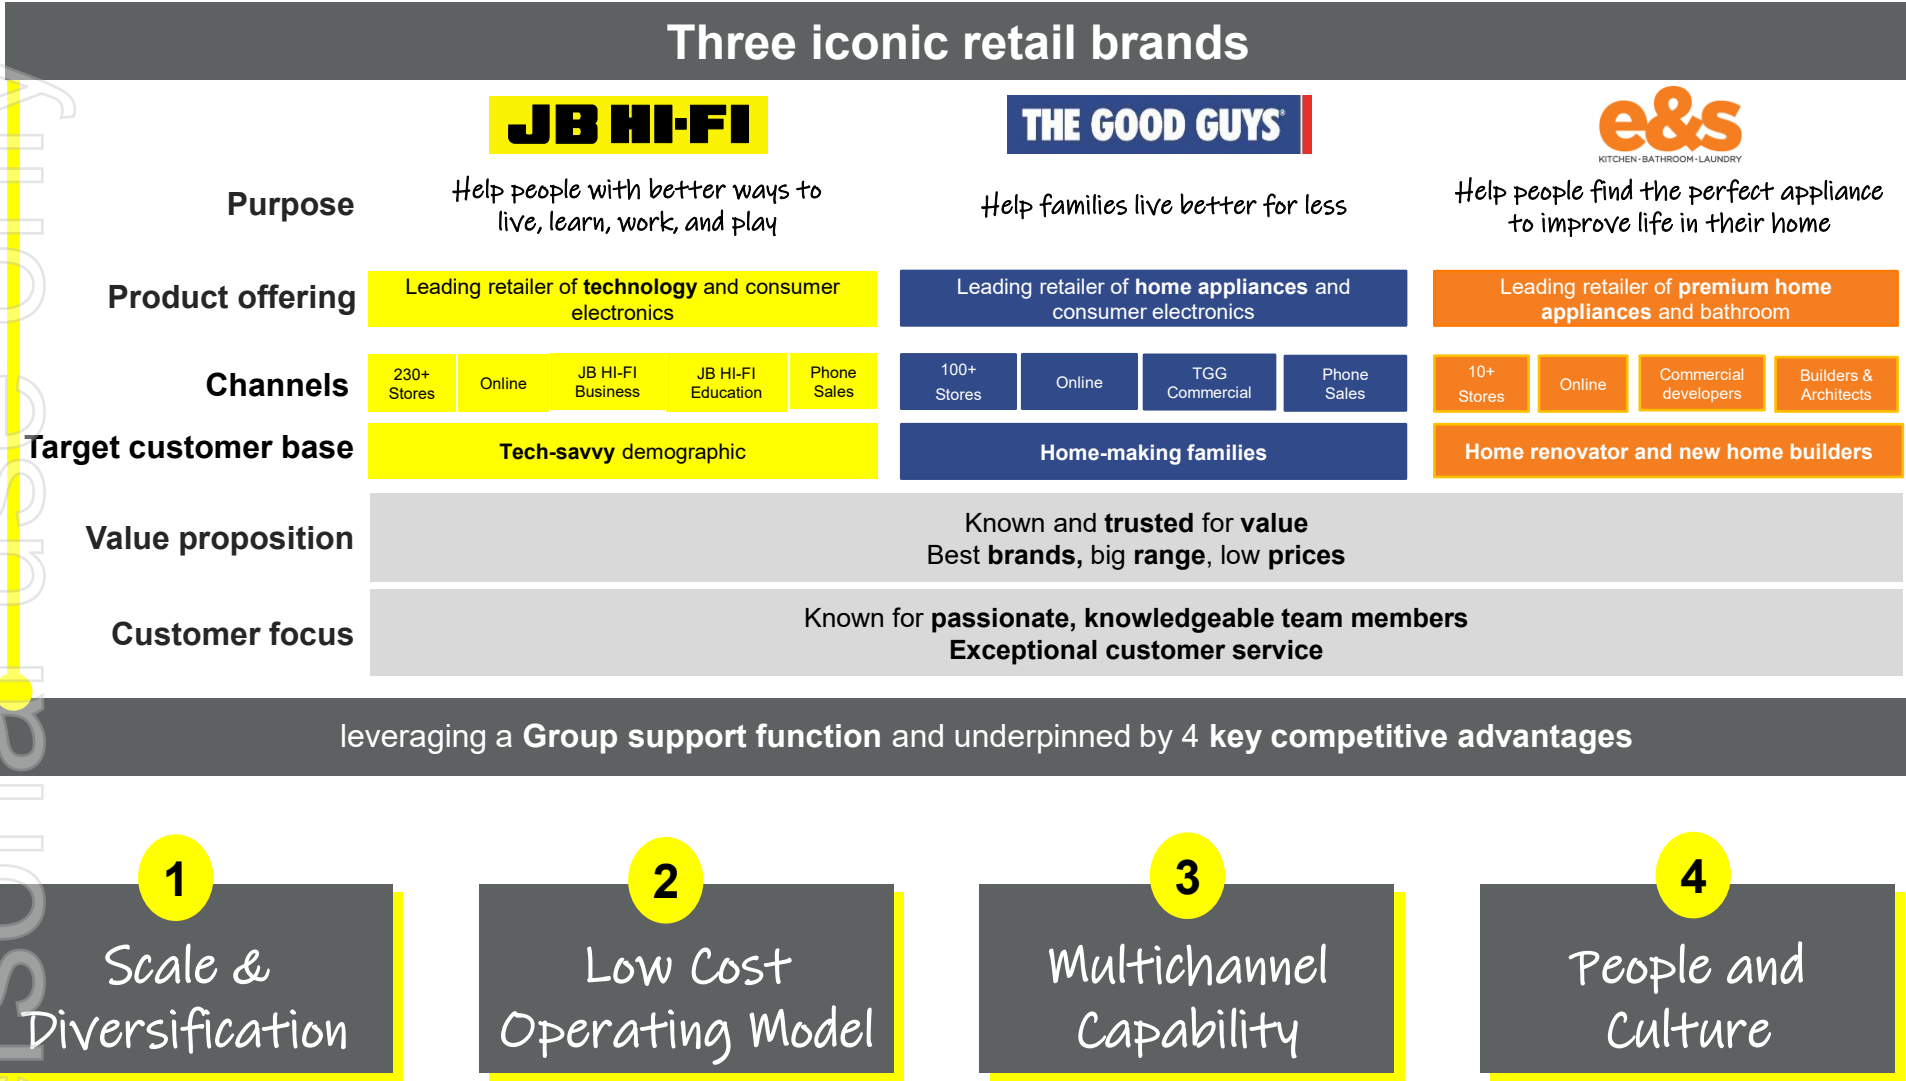 Three iconic retail brands
JB HI-FI
THE GOOD GUYS
e&s
KITCHEN-BATHROOM-LAUNDRY
Purpose
Help people with better ways to
live, learn, work, and play
Help families live better for less
Help people find the perfect appliance
to improve life in their home
Product offering
Leading retailer of technology and consumer
electronics
Leading retailer of home appliances and
consumer electronics
Leading retailer of premium home
appliances and bathroom
Channels
230+
Stores
Online
JB HI-FI
Business
JB HI-FI
Education
Phone
Sales
100+
Stores
Online
TGG
Commercial
Phone
Sales
10+
Stores
Online
Commercial
developers
Builders &
Architects
Target customer base
Tech-savvy demographic
Home-making families
Home renovator and new home builders
Value proposition
Known and trusted for value
Best brands, big range, low prices
Customer focus
Known for passionate, knowledgeable team members
Exceptional customer service
leveraging a Group support function and underpinned by 4 key competitive advantages
1
Scale &
Diversification
2
Low Cost
Operating Model
3
Multichannel
Capability
4
People and
Culture